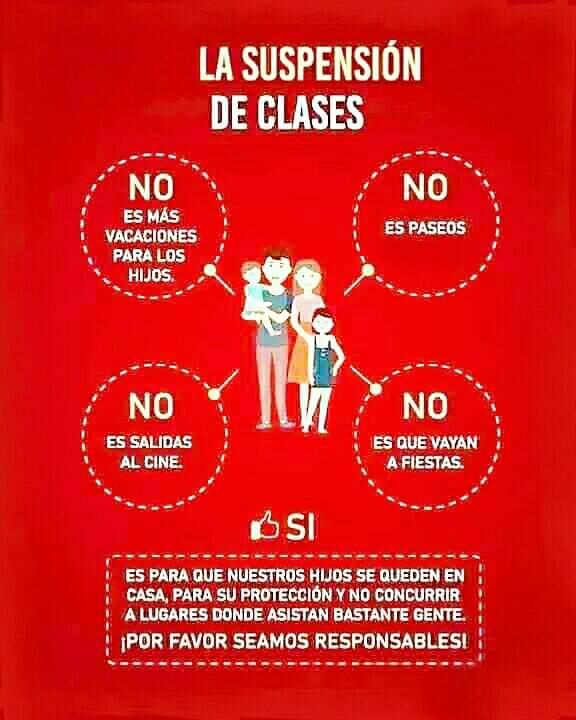 LA SUSPENSIÓN
DE CLASES
NO
ES MÁS
VACACIONES
PARA LOS
HIJOS.
NO
ES PASEOS
NO
ES SALIDAS
AL CINE.
NO
ES QUE VAYAN
A FIESTAS.
SI
ES PARA QUE NUESTROS HIJOS SE QUEDEN EN
CASA, PARA SU PROTECCIÓN Y NO CONCURRIR
A LUGARES DONDE ASISTAN BASTANTE GENTE.
¡POR FAVOR SEAMOS RESPONSABLES!